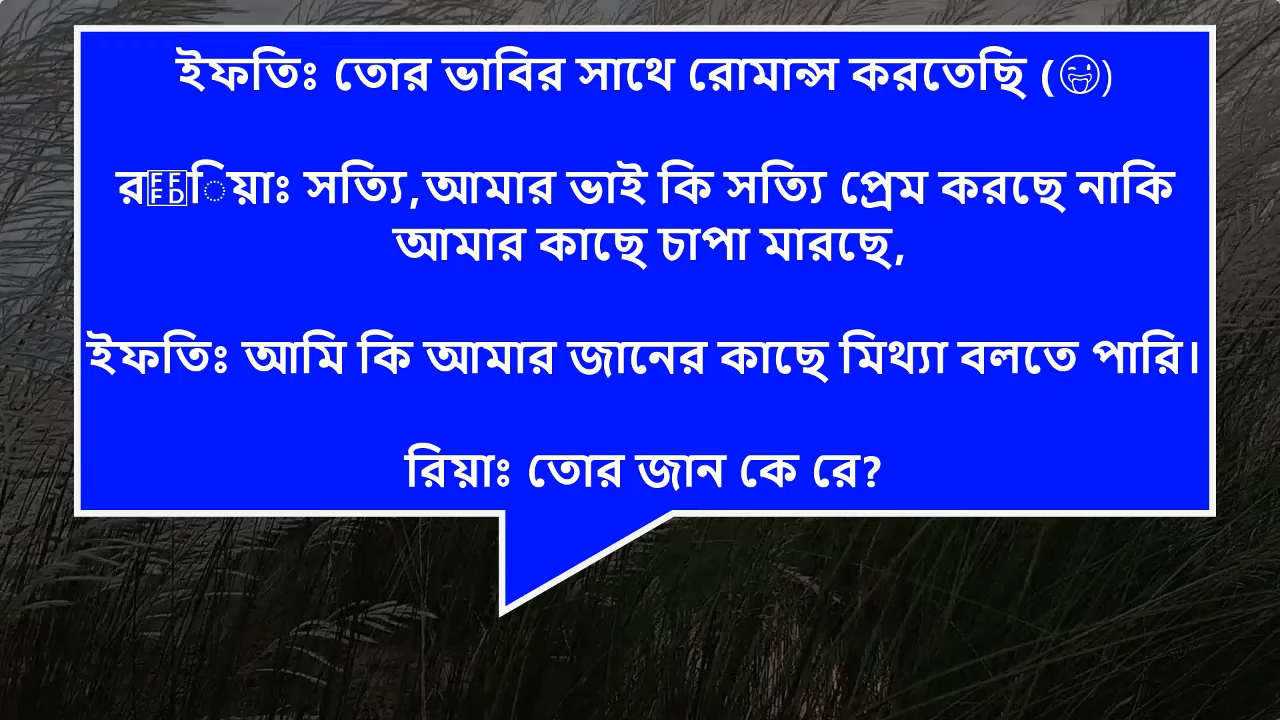 ইফতিঃ তোর ভাবির সাথে রোমান্স করতেছি (😜)
র�িয়াঃ সত্যি,আমার ভাই কি সত্যি প্রেম করছে নাকি
আমার কাছে চাপা মারছে,
ইফতিঃ আমি কি আমার জানের কাছে মিথ্যা বলতে পারি।
রিয়াঃ তোর জান কে রে?